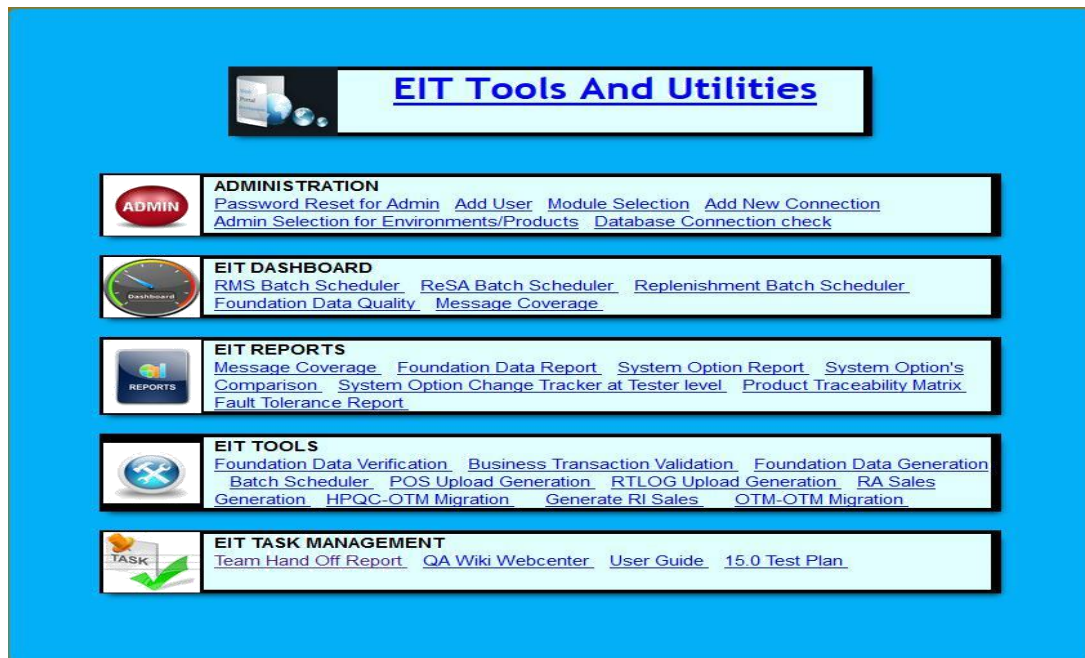 Web
Portal
EIT Tools And Utilities
ADMIN
ADMINISTRATION
Password Reset for Admin Add User Module Selection Add New Connection
Admin Selection for Environments/Products Database Connection check
Dashboard
EIT DASHBOARD
RMS Batch Scheduler ReSA Batch Scheduler Replenishment Batch Scheduler
Foundation Data Quality Message Coverage
REPORTS
EIT REPORTS
Message Coverage Foundation Data Report System Option Report System Option's
Comparison System Option Change Tracker at Tester level Product Traceability Matrix
Fault Tolerance Report
EIT TOOLS
Foundation Data Verification Business Transaction Validation Foundation Data Generation
Batch Scheduler POS Upload Generation RTLOG Upload Generation RA Sales
Generation HPQC-OTM Migration Generate RI Sales OTM-OTM Migration
TASK
EIT TASK MANAGEMENT
Team Hand Off Report QA Wiki Webcenter User Guide 15.0 Test Plan